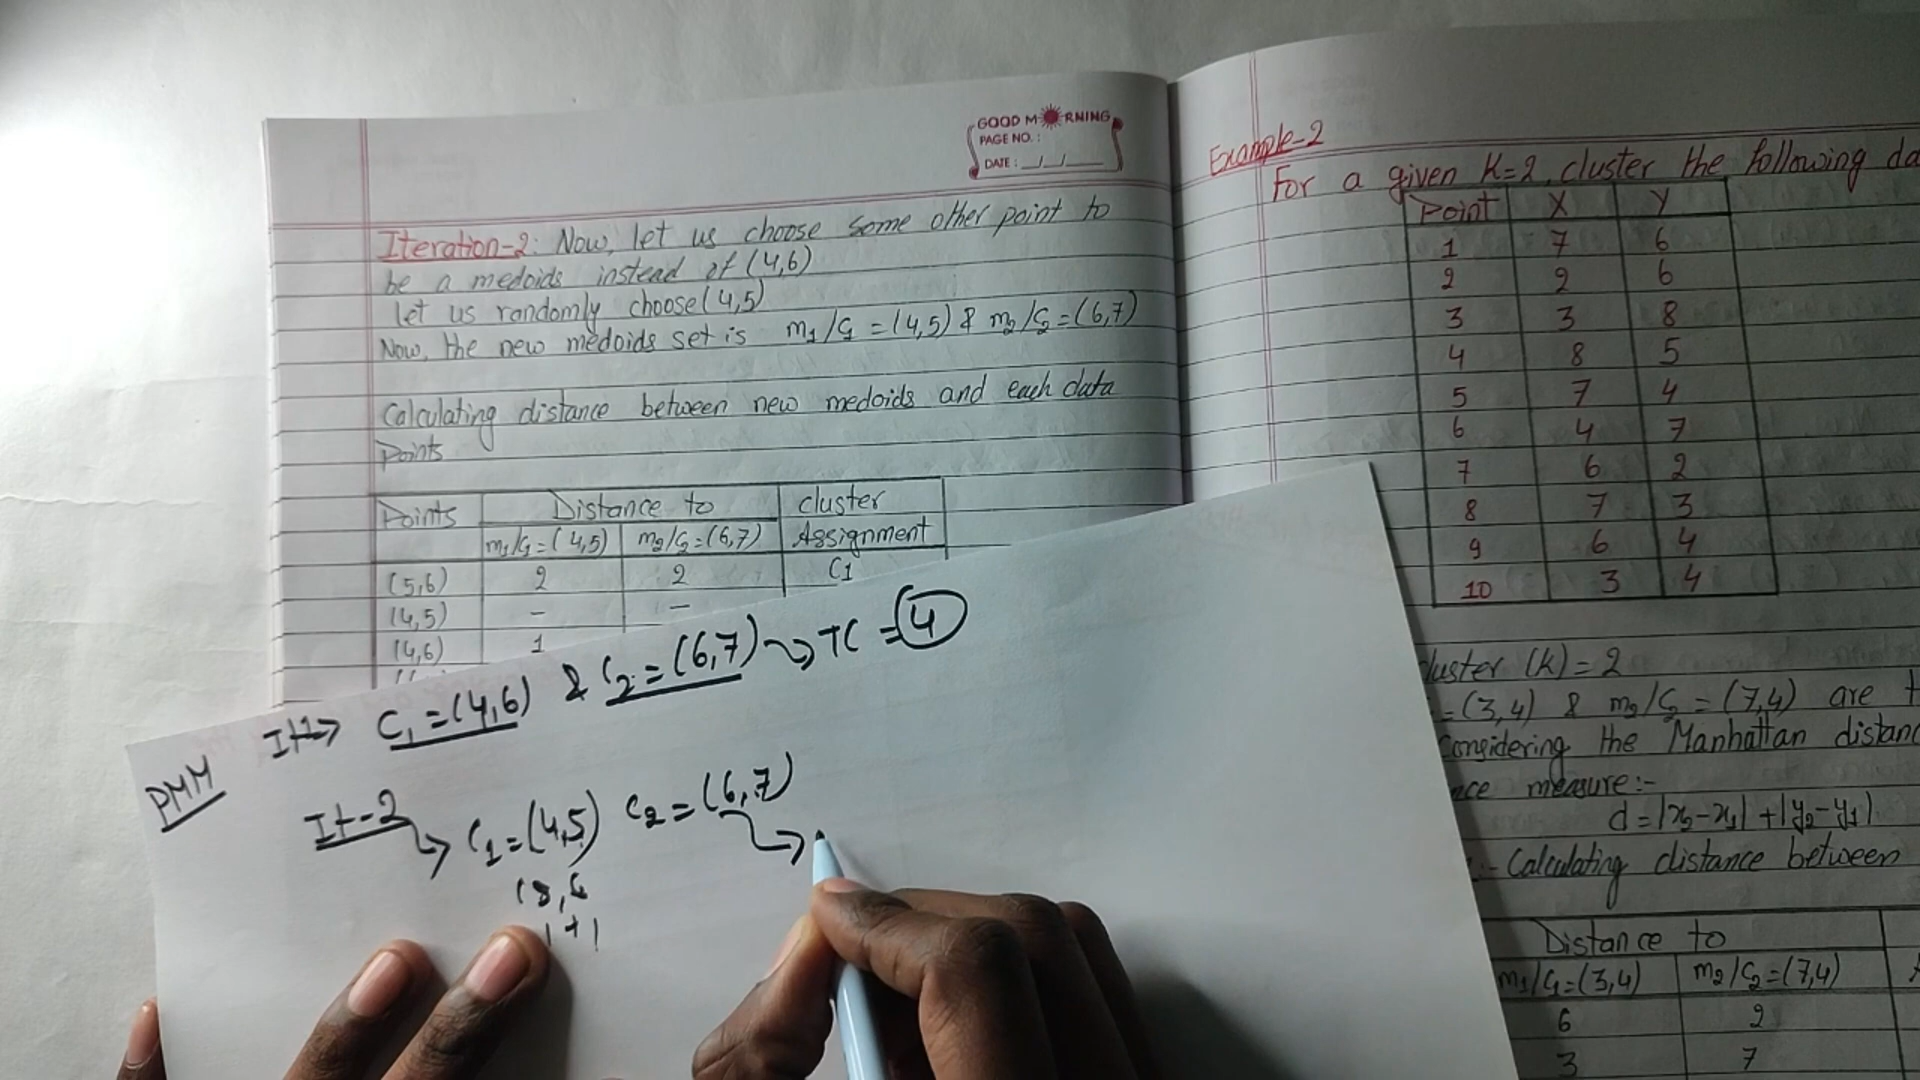 GOOD M RNING
PAGE NO. :
DATE : _/_/___
Iteration-2: Now, let us choose some other point to
be a medoids instead of (4,6)
let us randomly choose (4,5)
Now, the new medoids set is m1/C1 = (4,5) & m2/C2 = (6,7)
Calculating distance between new medoids and each data
Points
Points Distance to cluster
m1/C1 = (4,5) m2/C2 = (6,7) Assignment
(5,6) 2 2 C1
(4,5) - -
(4,6) 1
It1→ C1 = (4,6) & C2 = (6,7) → TC = 4
PMM
It-2 → C1 = (4,5) C2 = (6,7) →
1+1
Example-2
For a given K=2, cluster the following da
Point X Y
1 7 6
2 2 6
3 3 8
4 8 5
5 7 4
6 4 7
7 6 2
8 7 3
9 6 4
10 3 4
luster (k) = 2
= (3,4) & m2/C2 = (7,4) are t
Considering the Manhattan distanc
nce measure:-
d = |x2-x1| + |y2-y1|
:- Calculating distance between
Distance to
m1/C1 = (3,4) m2/C2 = (7,4)
6 2
3 7